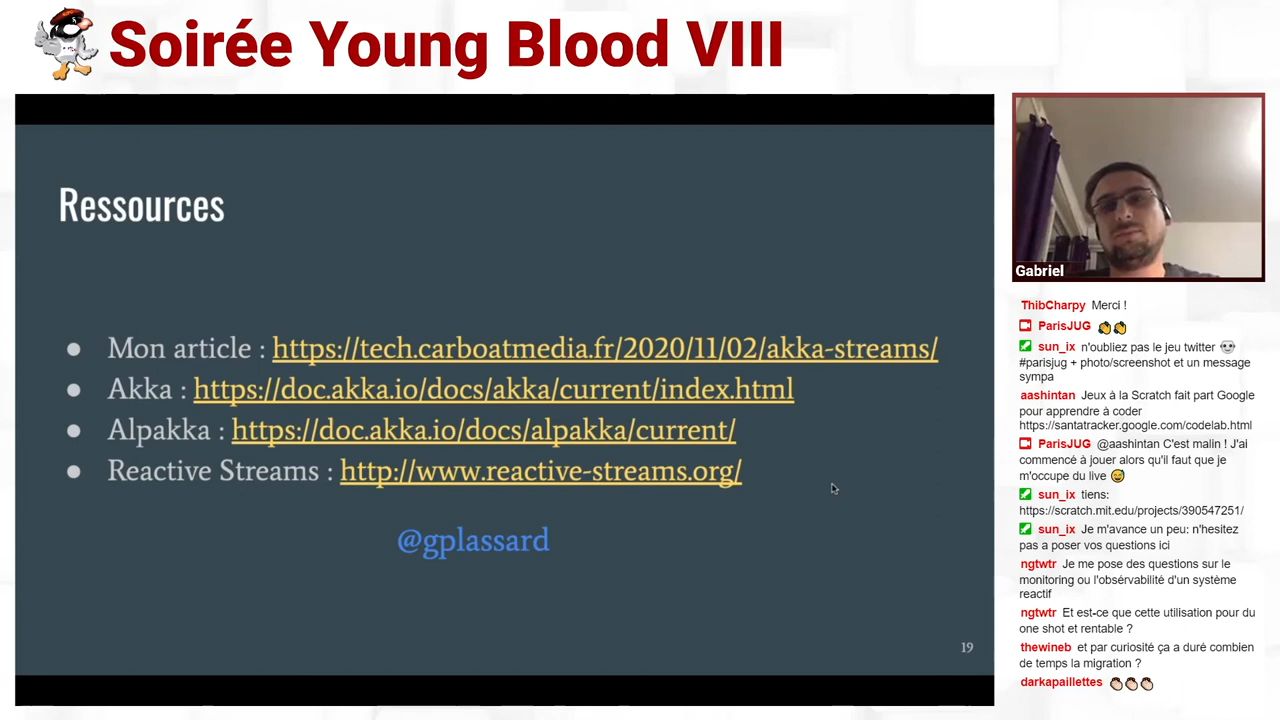 Soirée Young Blood VIII
Ressources
● Mon article : https://tech.carboatmedia.fr/2020/11/02/akka-streams/
● Akka : https://doc.akka.io/docs/akka/current/index.html
● Alpakka : https://doc.akka.io/docs/alpakka/current/
● Reactive Streams : http://www.reactive-streams.org/
@gplassard
19
Gabriel
ThibCharpy Merci !
ParisJUG 👏👏
sun_ix n'oubliez pas le jeu twitter
#parisjug + photo/screenshot et un message
sympa
aashintan Jeux à la Scratch fait part Google
pour apprendre à coder
https://santatracker.google.com/codelab.html
ParisJUG @aashintan C'est malin ! J'ai
commencé à jouer alors qu'il faut que je
m'occupe du live 😅
sun_ix tiens:
https://scratch.mit.edu/projects/390547251/
sun_ix Je m'avance un peu: n'hesitez
pas a poser vos questions ici
ngtwtr Je me pose des questions sur le
monitoring ou l'obsérvabilité d'un système
reactif
ngtwtr Et est-ce que cette utilisation pour du
one shot et rentable ?
thewineb et par curiosité ça a duré combien
de temps la migration ?
darkapaillettes 👏🏻👏🏻👏🏻